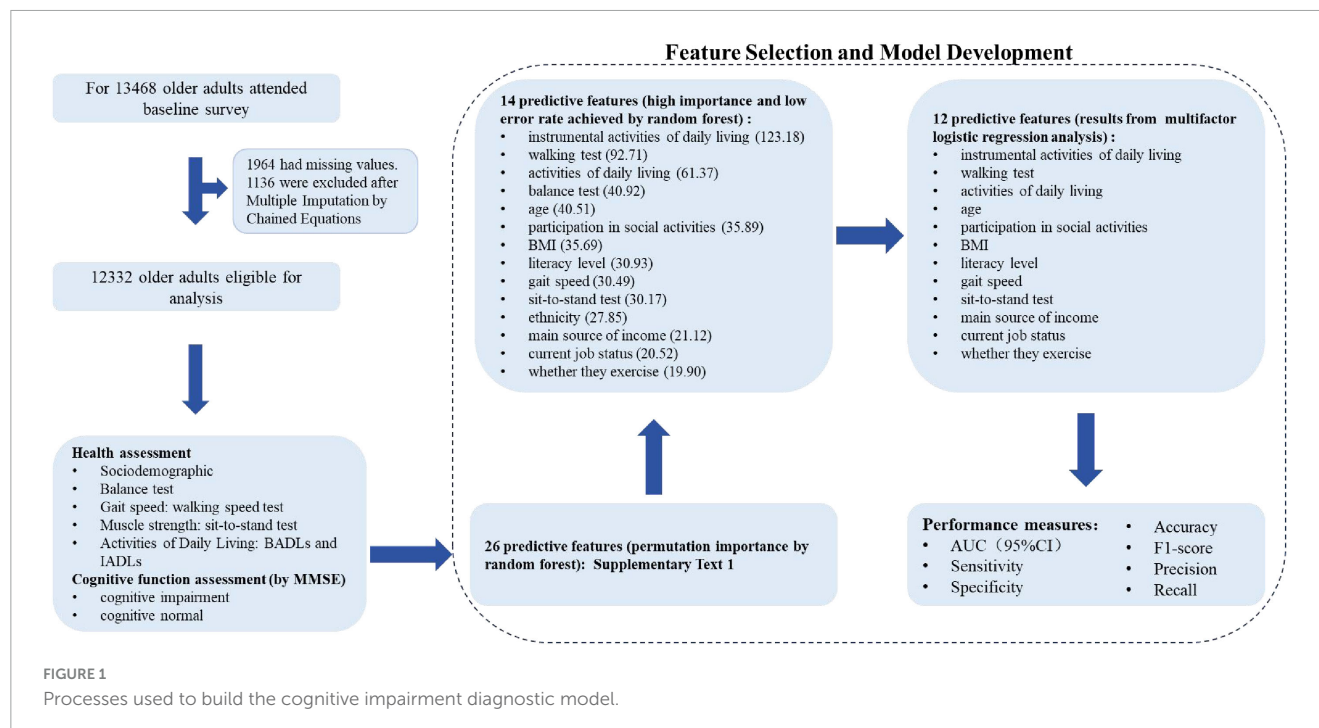 Feature Selection and Model Development
For 13468 older adults attended
baseline survey
1964 had missing values.
1136 were excluded after
Multiple Imputation by
Chained Equations
12332 older adults eligible for
analysis
Health assessment
• Sociodemographic
• Balance test
• Gait speed: walking speed test
• Muscle strength: sit-to-stand test
• Activities of Daily Living: BADLs and
IADLs
Cognitive function assessment (by MMSE)
• cognitive impairment
• cognitive normal
26 predictive features (permutation importance by
random forest): Supplementary Text 1
14 predictive features (high importance and low
error rate achieved by random forest) :
• instrumental activities of daily living (123.18)
• walking test (92.71)
• activities of daily living (61.37)
• balance test (40.92)
• age (40.51)
• participation in social activities (35.89)
• BMI (35.69)
• literacy level (30.93)
• gait speed (30.49)
• sit-to-stand test (30.17)
• ethnicity (27.85)
• main source of income (21.12)
• current job status (20.52)
• whether they exercise (19.90)
12 predictive features (results from multifactor
logistic regression analysis) :
• instrumental activities of daily living
• walking test
• activities of daily living
• age
• participation in social activities
• BMI
• literacy level
• gait speed
• sit-to-stand test
• main source of income
• current job status
• whether they exercise
Performance measures：
• AUC（95%CI）
• Sensitivity
• Specificity
• Accuracy
• F1-score
• Precision
• Recall
FIGURE 1
Processes used to build the cognitive impairment diagnostic model.